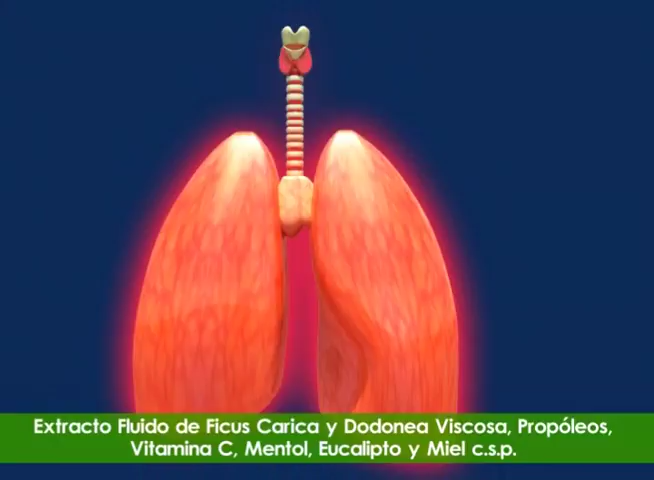 Extracto Fluido de Ficus Carica y Dodonea Viscosa, Propóleos,
Vitamina C, Mentol, Eucalipto y Miel c.s.p.